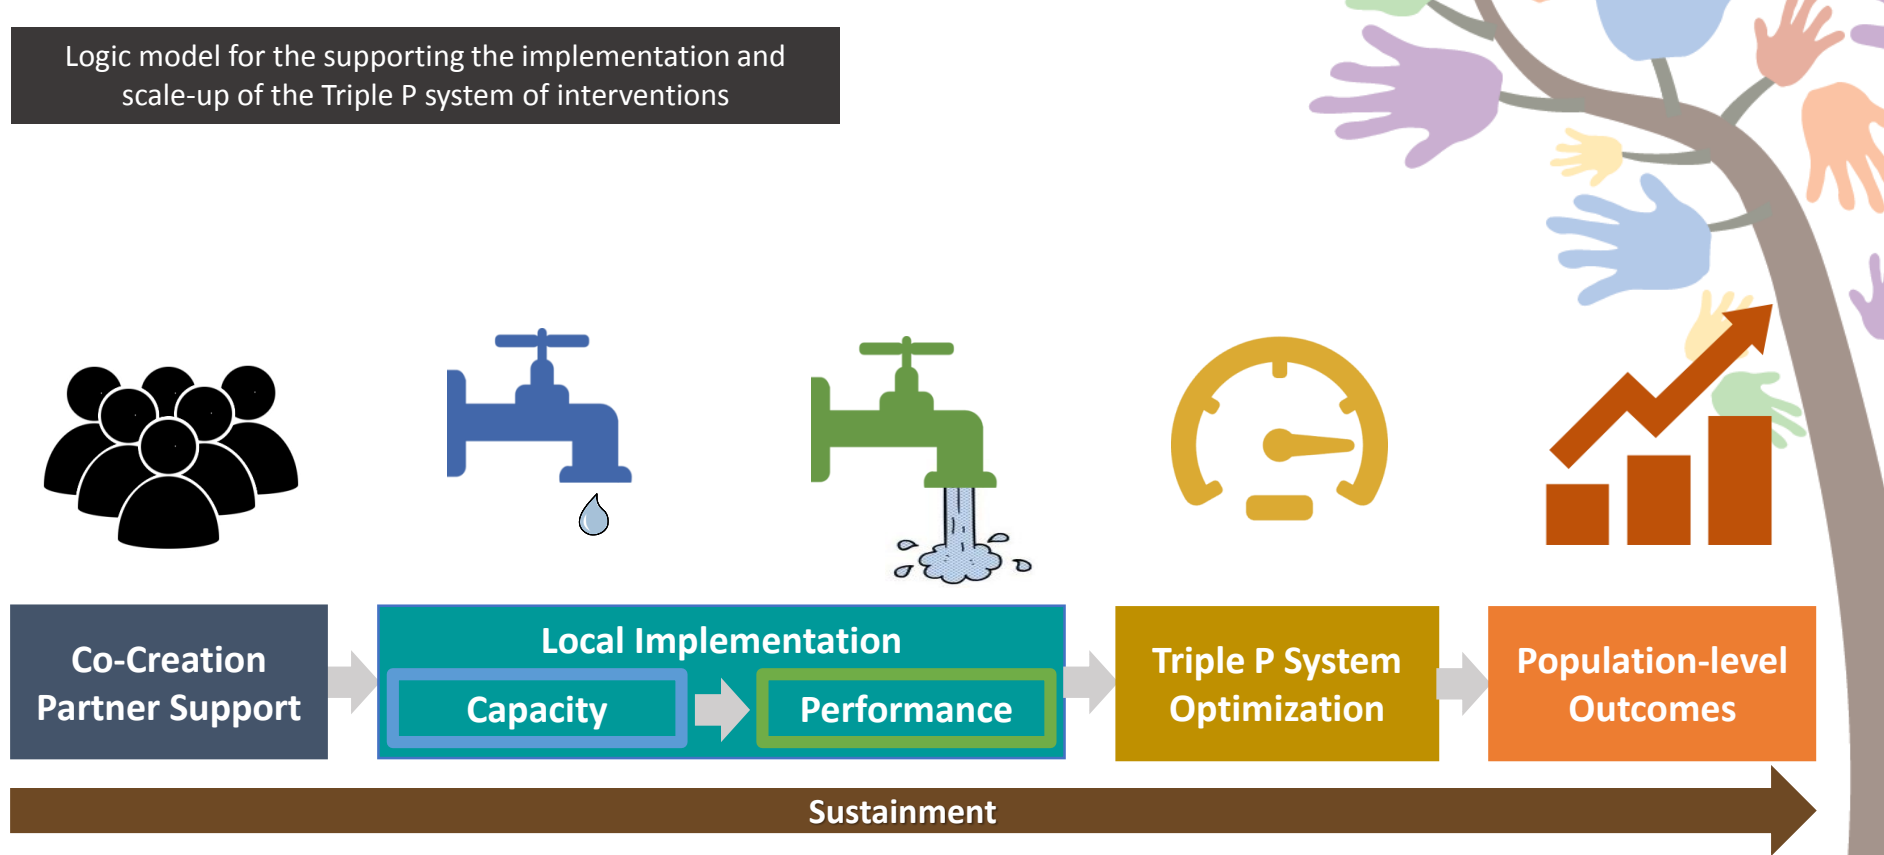 Logic model for the supporting the implementation and
scale-up of the Triple P system of interventions
Co-Creation
Partner Support
Local Implementation
Capacity
Performance
Triple P System
Optimization
Population-level
Outcomes
Sustainment